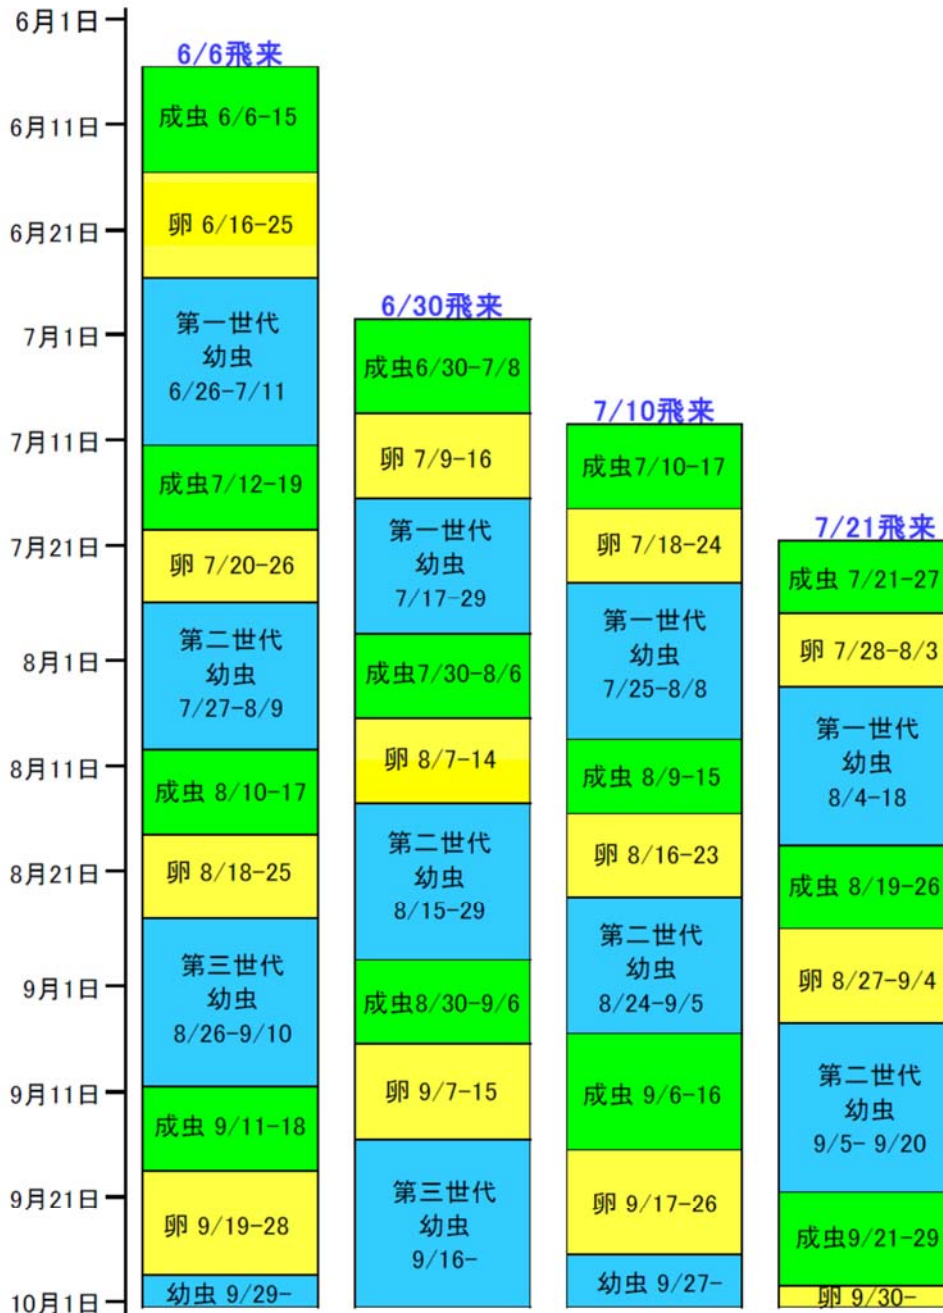 6月1日
6月11日
6月21日
7月1日
7月11日
7月21日
8月1日
8月11日
8月21日
9月1日
9月11日
9月21日
10月1日
6/6飛来
成虫 6/6-15
卵 6/16-25
第一世代
幼虫
6/26-7/11
成虫7/12-19
卵 7/20-26
第二世代
幼虫
7/27-8/9
成虫 8/10-17
卵 8/18-25
第三世代
幼虫
8/26-9/10
成虫 9/11-18
卵 9/19-28
幼虫 9/29-
6/30飛来
成虫6/30-7/8
卵 7/9-16
第一世代
幼虫
7/17-29
成虫7/30-8/6
卵 8/7-14
第二世代
幼虫
8/15-29
成虫8/30-9/6
卵 9/7-15
第三世代
幼虫
9/16-
7/10飛来
成虫7/10-17
卵 7/18-24
第一世代
幼虫
7/25-8/8
成虫 8/9-15
卵 8/16-23
第二世代
幼虫
8/24-9/5
成虫 9/6-16
卵 9/17-26
幼虫 9/27-
7/21飛来
成虫 7/21-27
卵 7/28-8/3
第一世代
幼虫
8/4-18
成虫 8/19-26
卵 8/27-9/4
第二世代
幼虫
9/5- 9/20
成虫9/21-29
卵 9/30-